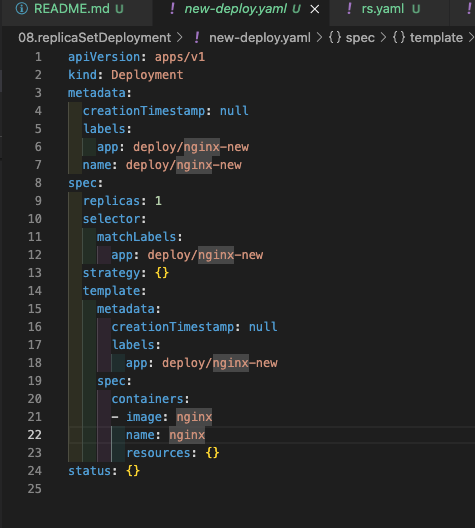 README.md U
! new-deploy.yaml U ×
! rs.yaml U
08.replicaSetDeployment > ! new-deploy.yaml > {} spec > {} template >
1 apiVersion: apps/v1
2 kind: Deployment
3 metadata:
4   creationTimestamp: null
5   labels:
6     app: deploy/nginx-new
7   name: deploy/nginx-new
8 spec:
9   replicas: 1
10   selector:
11     matchLabels:
12       app: deploy/nginx-new
13   strategy: {}
14   template:
15     metadata:
16       creationTimestamp: null
17       labels:
18         app: deploy/nginx-new
19     spec:
20       containers:
21       - image: nginx
22         name: nginx
23         resources: {}
24 status: {}
25